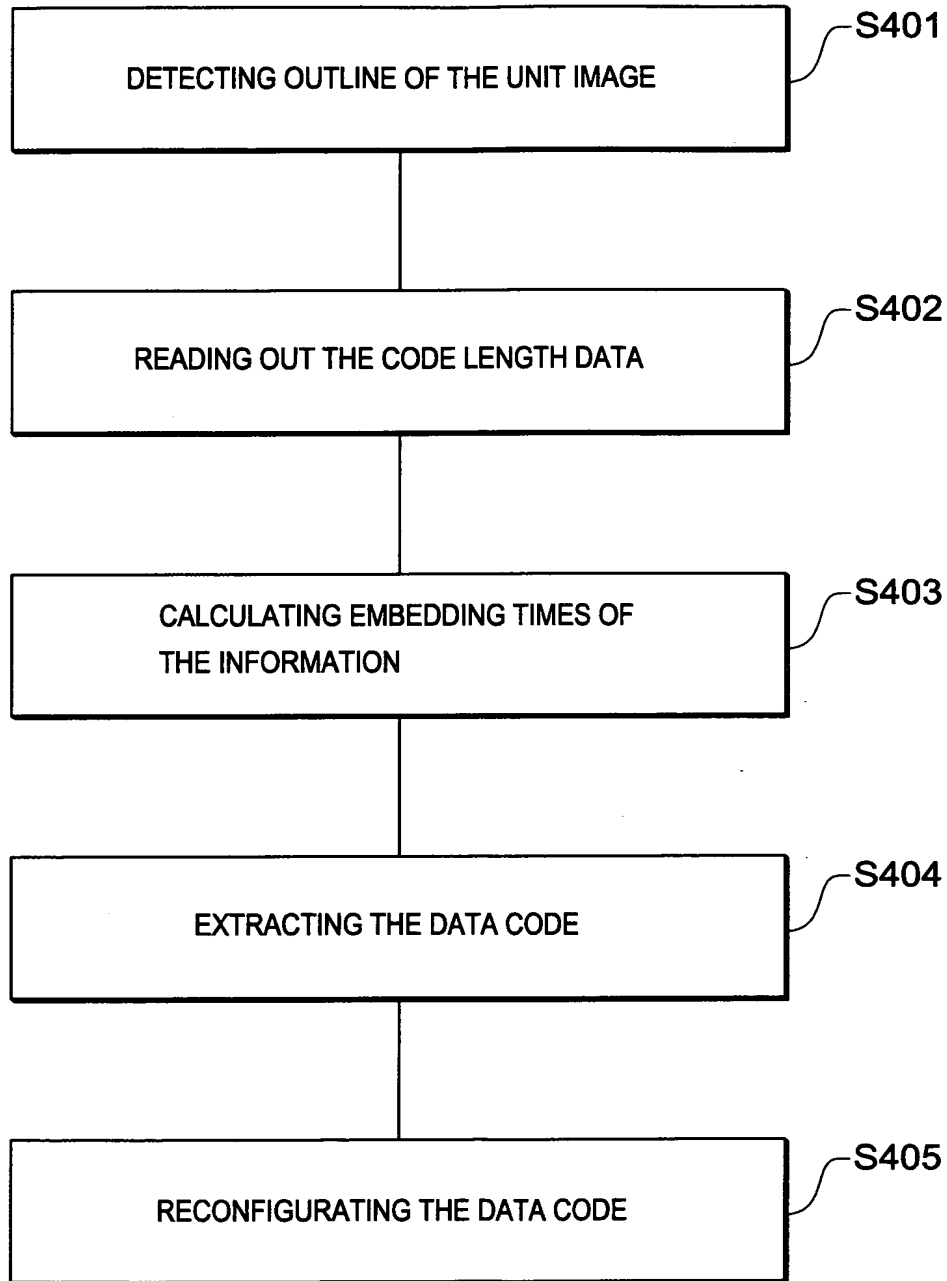 S401
DETECTING OUTLINE OF THE UNIT IMAGE
S402
READING OUT THE CODE LENGTH DATA
S403
CALCULATING EMBEDDING TIMES OF
THE INFORMATION
S404
EXTRACTING THE DATA CODE
S405
RECONFIGURATING THE DATA CODE